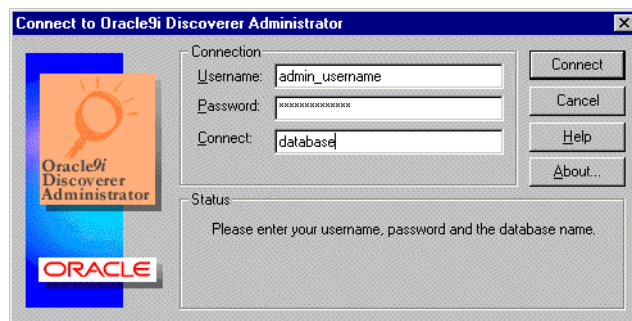 Connect to Oracle9i Discoverer Administrator
Connection
Username: admin_username
Password: xxxxxxxxxxxxxx
Connect: database
Connect
Cancel
Help
About...
Oracle9i
Discoverer
Administrator
ORACLE
Status
Please enter your username, password and the database name.